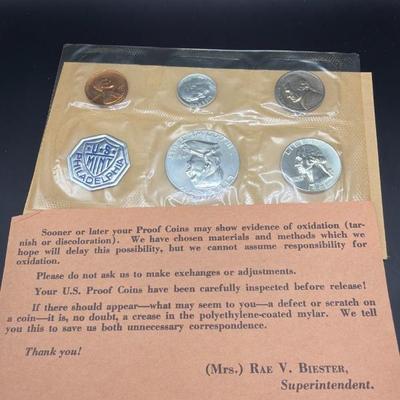 U.S.
MINT
PHILADELPHIA
Sooner or later your Proof Coins may show evidence of oxidation (tar-
nish or discoloration). We have chosen materials and methods which we
hope will delay this possibility, but we cannot assume responsibility for
oxidation.
Please do not ask us to make exchanges or adjustments.
Your U.S. Proof Coins have been carefully inspected before release!
If there should appear—what may seem to you—a defect or scratch on
a coin—it is, no doubt, a crease in the polyethylene-coated mylar. We tell
you this to save us both unnecessary correspondence.
Thank you!
(Mrs.) RAE V. BIESTER,
Superintendent.